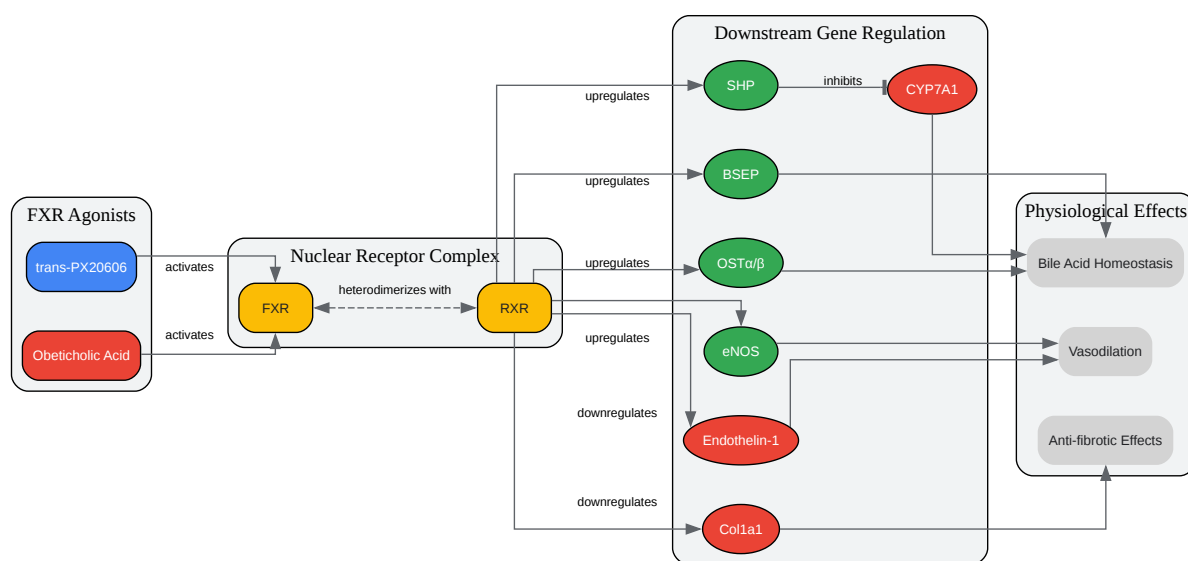 FXR Agonists
trans-PX20606
Obeticholic Acid
activates
activates
Nuclear Receptor Complex
FXR
heterodimerizes with
RXR
upregulates
upregulates
upregulates
upregulates
downregulates
downregulates
Downstream Gene Regulation
SHP
inhibits
CYP7A1
BSEP
OSTα/β
eNOS
Endothelin-1
Col1a1
Physiological Effects
Bile Acid Homeostasis
Vasodilation
Anti-fibrotic Effects